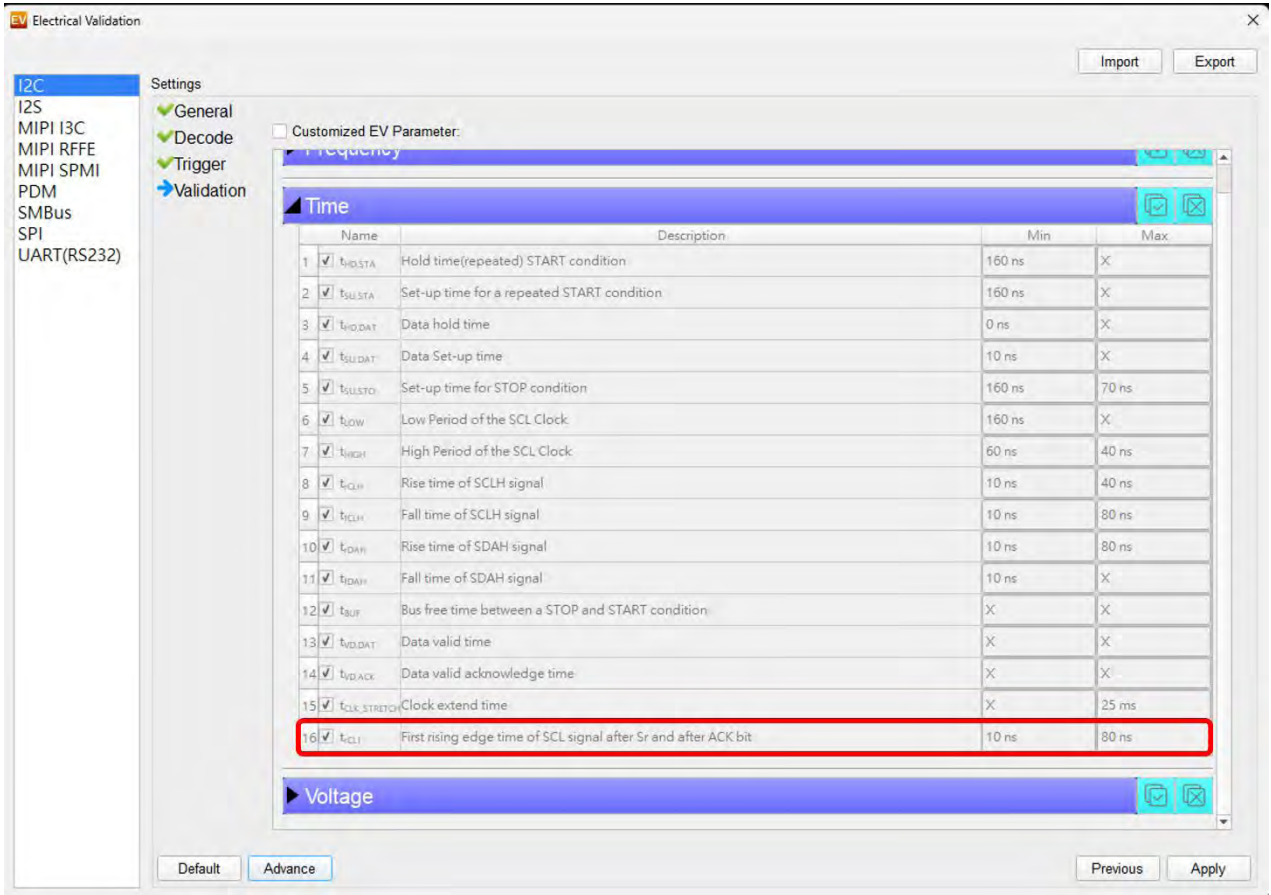 EV Electrical Validation
Import Export
I2C
I2S
MIPI I3C
MIPI RFFE
MIPI SPMI
PDM
SMBus
SPI
UART(RS232)
Settings
General
Decode
Trigger
Validation
Customized EV Parameter:
Frequency
Time
Name Description Min Max
1 tHD.STA Hold time(repeated) START condition 160 ns X
2 tSU.STA Set-up time for a repeated START condition 160 ns X
3 tHD.DAT Data hold time 0 ns X
4 tSU.DAT Data Set-up time 10 ns X
5 tSU.STO Set-up time for STOP condition 160 ns 70 ns
6 tLOW Low Period of the SCL Clock 160 ns X
7 tHIGH High Period of the SCL Clock 60 ns 40 ns
8 trCLH Rise time of SCLH signal 10 ns 40 ns
9 tfCLH Fall time of SCLH signal 10 ns 80 ns
10 trDAH Rise time of SDAH signal 10 ns 80 ns
11 tfDAH Fall time of SDAH signal 10 ns X
12 tBUF Bus free time between a STOP and START condition X X
13 tVD.DAT Data valid time X X
14 tVD.ACK Data valid acknowledge time X X
15 tCLK_STRETCH Clock extend time X 25 ms
16 trCL1 First rising edge time of SCL signal after Sr and after ACK bit 10 ns 80 ns
Voltage
Default Advance Previous Apply